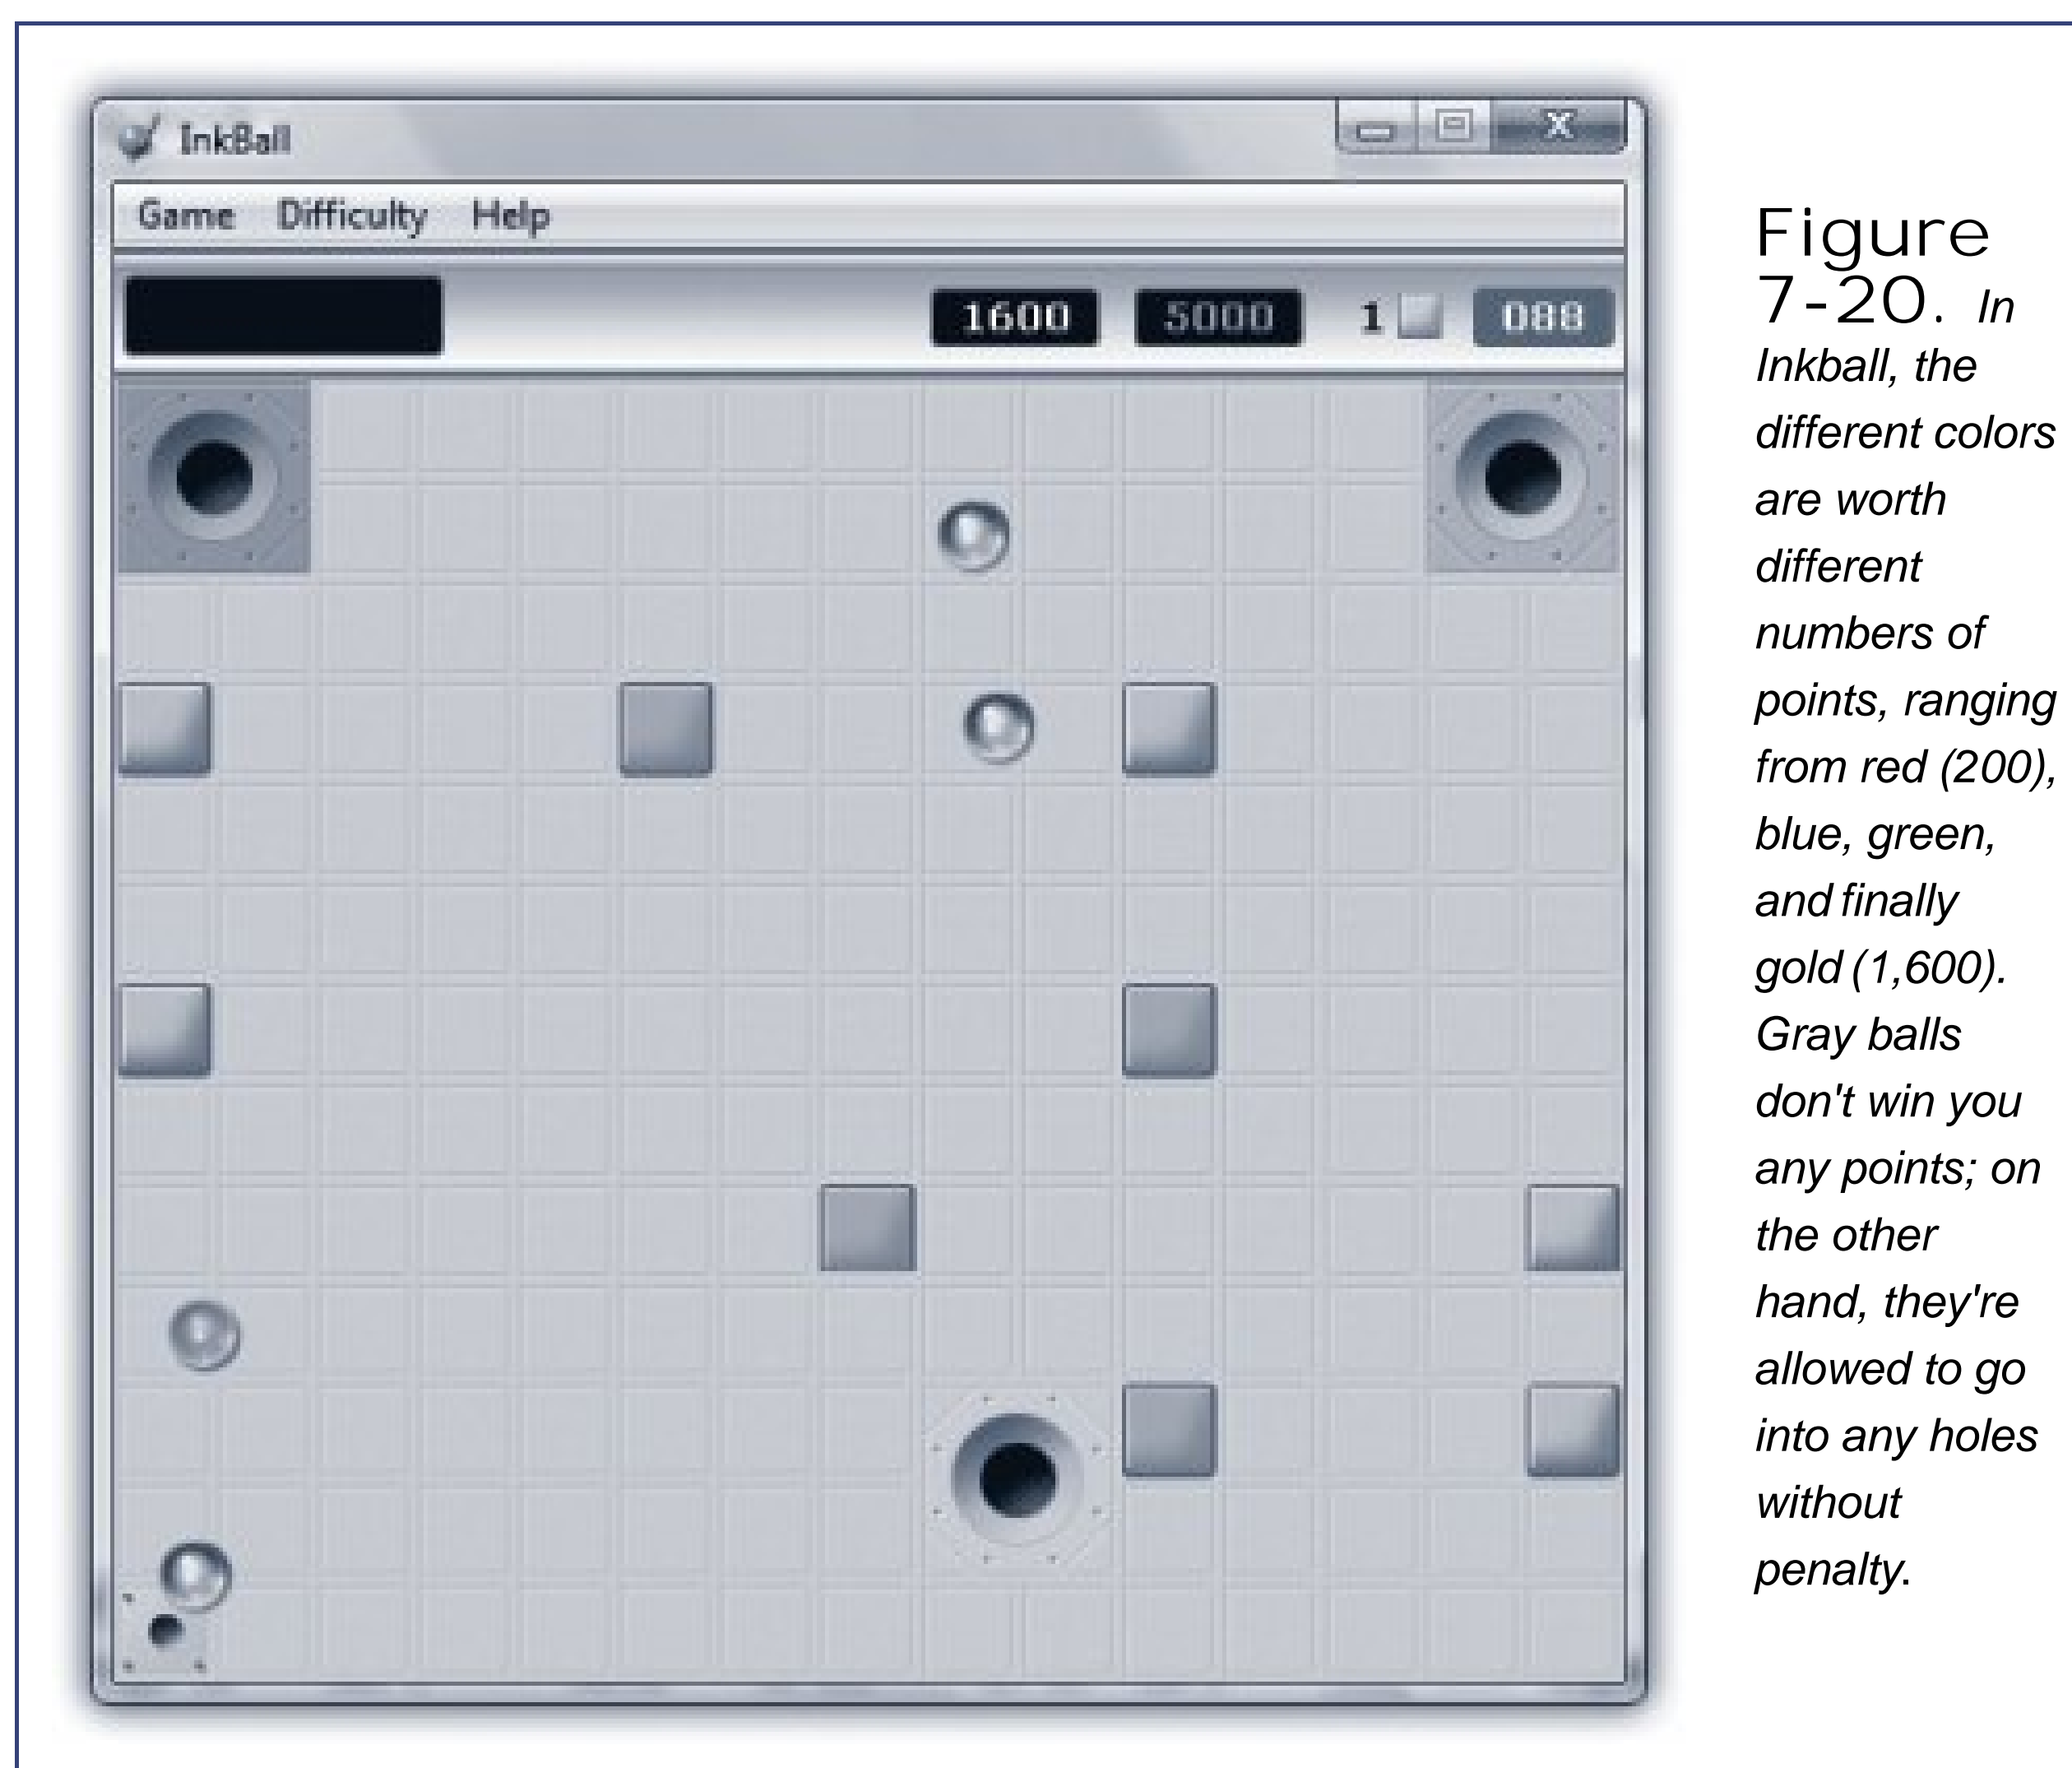 InkBall
Game Difficulty Help
1600 5000 1 088
Figure
7-20. In
Inkball, the
different colors
are worth
different
numbers of
points, ranging
from red (200),
blue, green,
and finally
gold (1,600).
Gray balls
don't win you
any points; on
the other
hand, they're
allowed to go
into any holes
without
penalty.